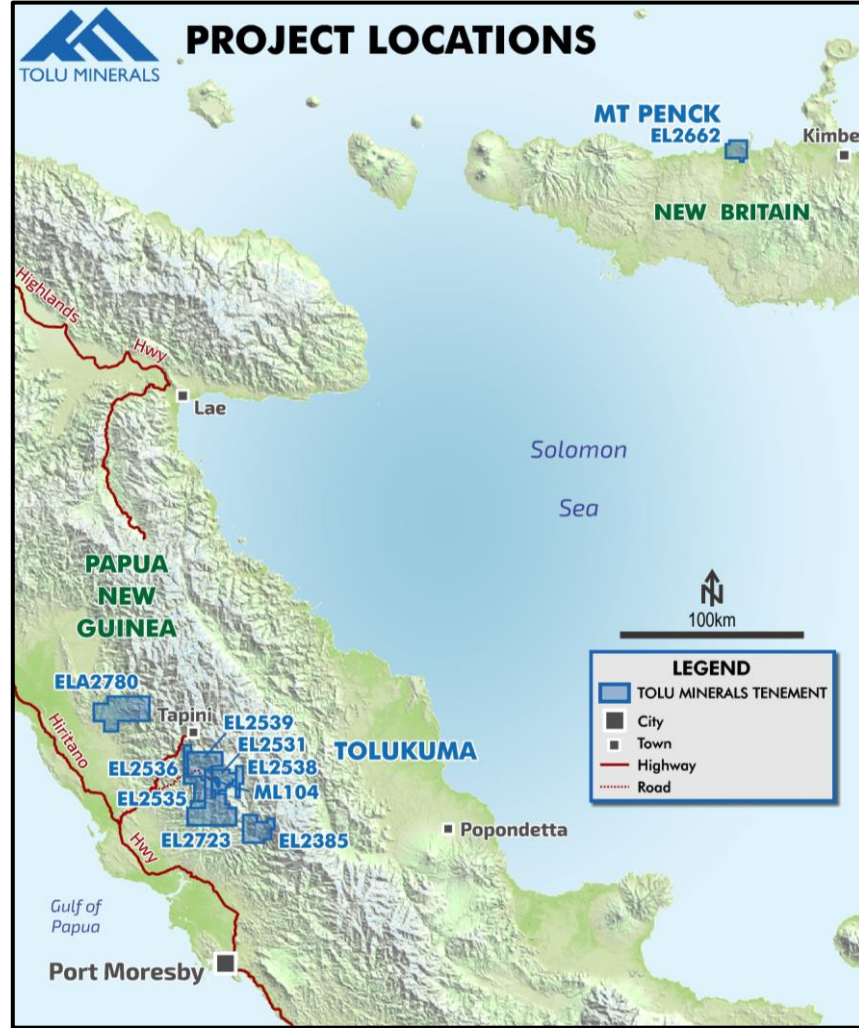 TOLU MINERALS
PROJECT LOCATIONS
MT PENCK
EL2662
Kimbe
NEW BRITAIN
Highlands
Hwy
Lae
Solomon
Sea
PAPUA
NEW
GUINEA
N
100km
LEGEND
TOLU MINERALS TENEMENT
City
Town
Highway
Road
ELA2780
Tapini
EL2539
EL2531
TOLUKUMA
EL2536
EL2538
EL2535
ML104
EL2723
EL2385
Hiritano
Hwy
Popondetta
Gulf of
Papua
Port Moresby